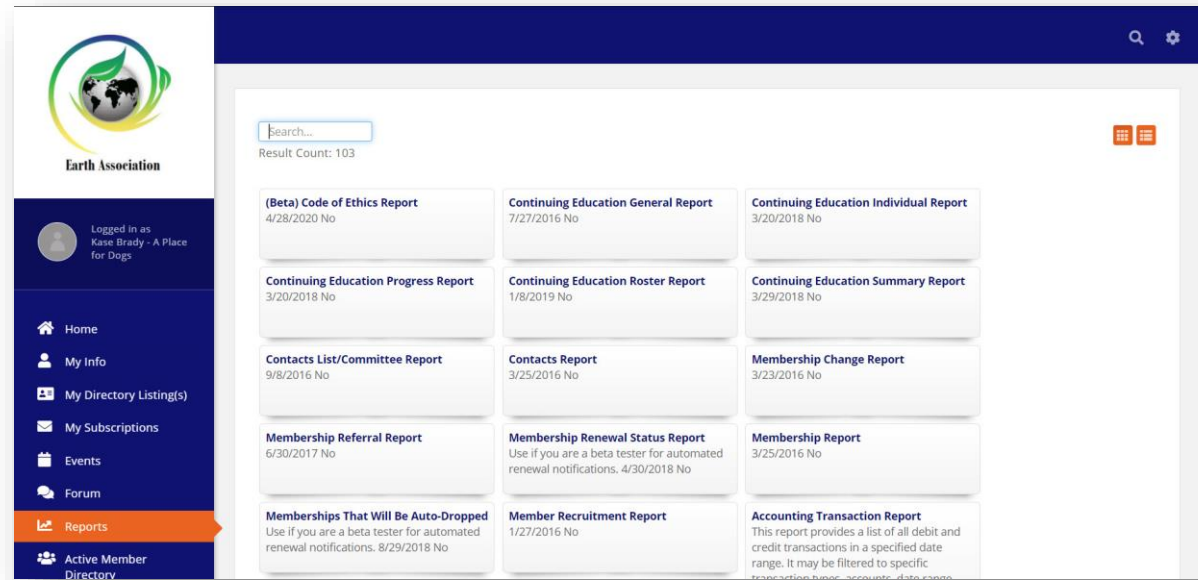 Earth Association
Logged in as
Kase Brady - A Place
for Dogs
Home
My Info
My Directory Listing(s)
My Subscriptions
Events
Forum
Reports
Active Member
Directory
Search...
Result Count: 103
(Beta) Code of Ethics Report
4/28/2020 No
Continuing Education General Report
7/27/2016 No
Continuing Education Individual Report
3/20/2018 No
Continuing Education Progress Report
3/20/2018 No
Continuing Education Roster Report
1/8/2019 No
Continuing Education Summary Report
3/29/2018 No
Contacts List/Committee Report
9/8/2016 No
Contacts Report
3/25/2016 No
Membership Change Report
3/23/2016 No
Membership Referral Report
6/30/2017 No
Membership Renewal Status Report
Use if you are a beta tester for automated
renewal notifications. 4/30/2018 No
Membership Report
3/25/2016 No
Memberships That Will Be Auto-Dropped
Use if you are a beta tester for automated
renewal notifications. 8/29/2018 No
Member Recruitment Report
1/27/2016 No
Accounting Transaction Report
This report provides a list of all debit and
credit transactions in a specified date
range. It may be filtered to specific
transaction types, accounts, date range